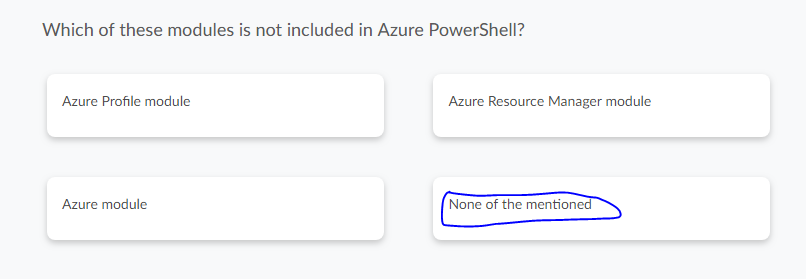 Which of these modules is not included in Azure PowerShell?
Azure Profile module
Azure Resource Manager module
Azure module
None of the mentioned